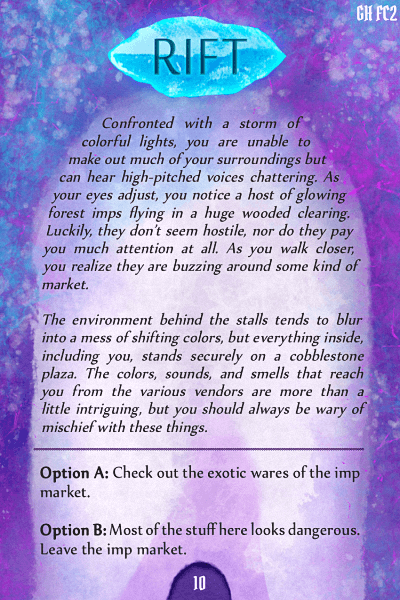 GH FC2
RIFT
Confronted with a storm of
colorful lights, you are unable to
make out much of your surroundings but
can hear high-pitched voices chattering. As
your eyes adjust, you notice a host of glowing
forest imps flying in a huge wooded clearing.
Luckily, they don't seem hostile, nor do they pay
you much attention at all. As you walk closer,
you realize they are buzzing around some kind of
market.
The environment behind the stalls tends to blur
into a mess of shifting colors, but everything inside,
including you, stands securely on a cobblestone
plaza. The colors, sounds, and smells that reach
you from the various vendors are more than a
little intriguing, but you should always be wary of
mischief with these things.
Option A: Check out the exotic wares of the imp
market.
Option B: Most of the stuff here looks dangerous.
Leave the imp market.
10